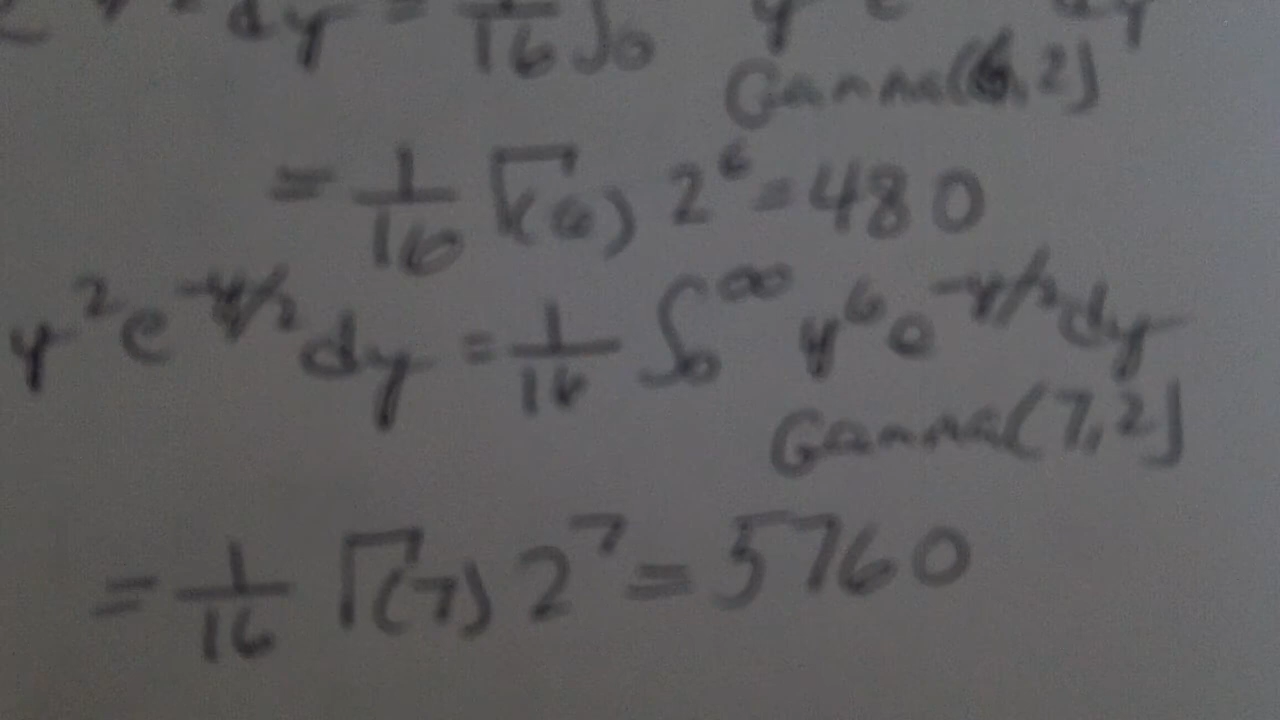 dy = 1/16 ∫₀ y e dy
Gamma(6,2)
= 1/16 Γ(6) 2⁶ = 480
y² e^(-y/2) dy = 1/16 ∫₀^∞ y⁶ e^(-y/2) dy
Gamma(7,2)
= 1/16 Γ(7) 2⁷ = 5760